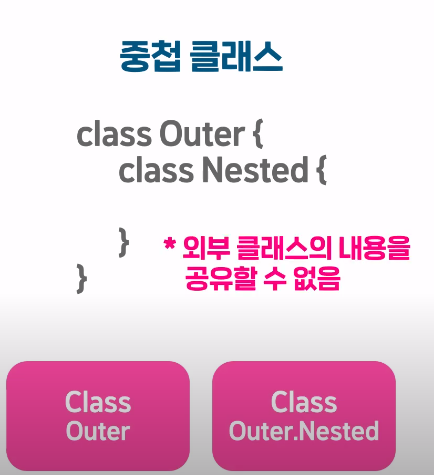 중첩 클래스
class Outer {
class Nested {
}
* 외부 클래스의 내용을
}
공유할 수 없음
Class
Outer
Class
Outer.Nested